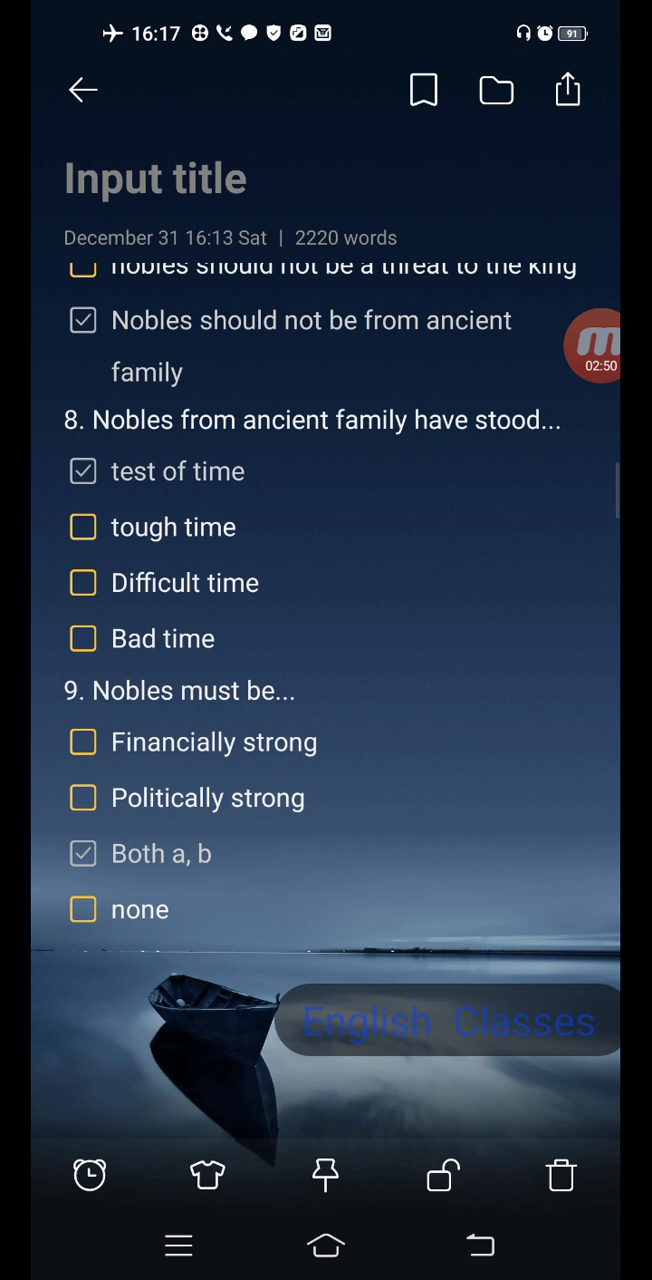 16:17
91
Input title
December 31 16:13 Sat | 2220 words
nobles should not be a threat to the king
Nobles should not be from ancient
family
02:50
8. Nobles from ancient family have stood...
test of time
tough time
Difficult time
Bad time
9. Nobles must be...
Financially strong
Politically strong
Both a, b
none
English Classes